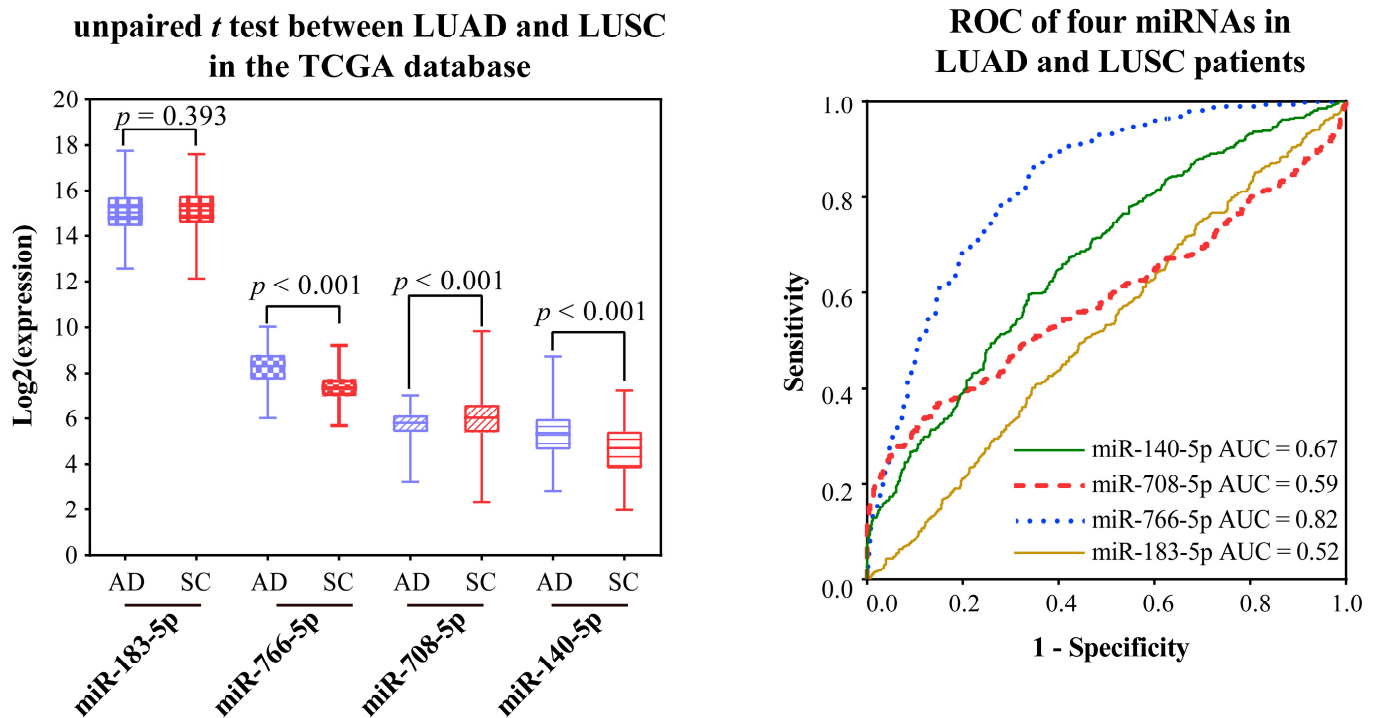 unpaired t test between LUAD and LUSC
in the TCGA database
20
18
16
14
12
10
8
6
4
2
0
Log2(expression)
p = 0.393
p < 0.001
p < 0.001
p < 0.001
AD SC AD SC AD SC AD SC
miR-183-5p
miR-766-5p
miR-708-5p
miR-140-5p
ROC of four miRNAs in
LUAD and LUSC patients
1.0
0.8
0.6
0.4
0.2
0.0
Sensitivity
miR-140-5p AUC = 0.67
miR-708-5p AUC = 0.59
miR-766-5p AUC = 0.82
miR-183-5p AUC = 0.52
0.0 0.2 0.4 0.6 0.8 1.0
1 - Specificity